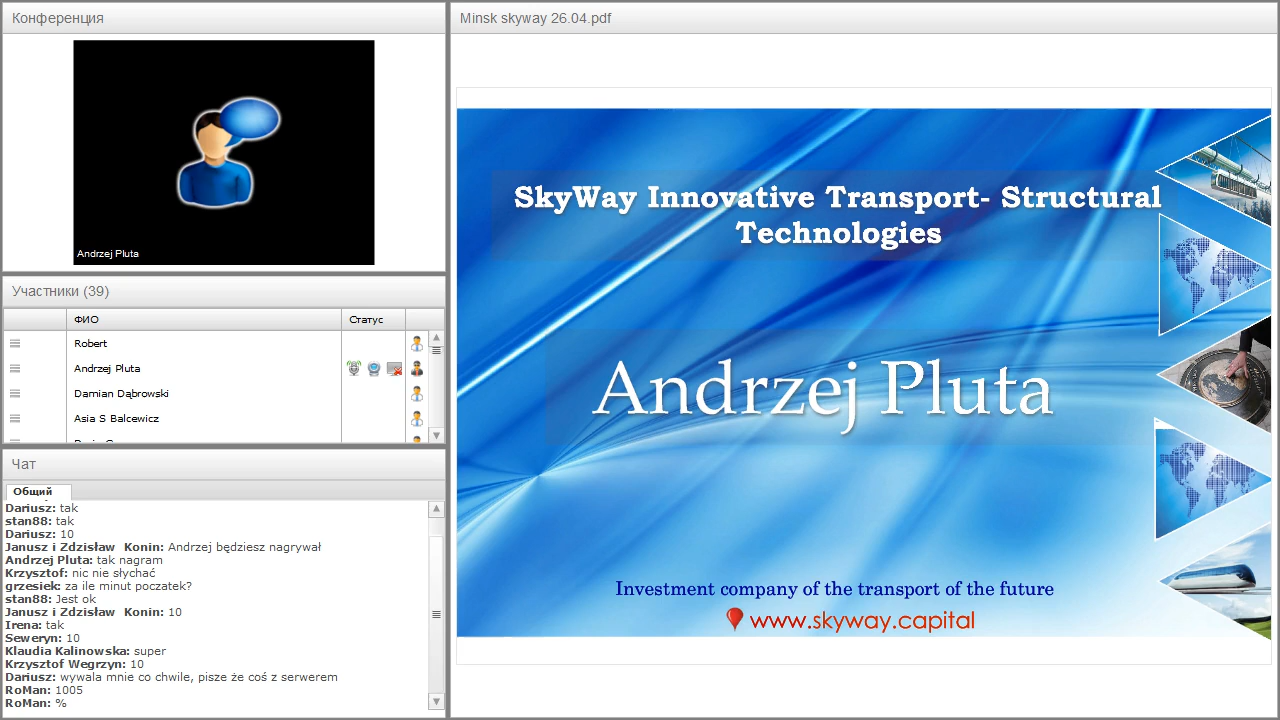 Конференция
Andrzej Pluta
Участники (39)
ФИО Статус
Robert
Andrzej Pluta
Damian Dąbrowski
Asia S Balcewicz
Чат
Общий
Dariusz: tak
stan88: tak
Dariusz: 10
Janusz i Zdzisław Konin: Andrzej będziesz nagrywał
Andrzej Pluta: tak nagram
Krzysztof: nic nie słychać
grzesiek: za ile minut poczatek?
stan88: Jest ok
Janusz i Zdzisław Konin: 10
Irena: tak
Seweryn: 10
Klaudia Kalinowska: super
Krzysztof Wegrzyn: 10
Dariusz: wywala mnie co chwile, pisze że coś z serwerem
RoMan: 1005
RoMan: %
Minsk skyway 26.04.pdf
SkyWay Innovative Transport- Structural
Technologies
Andrzej Pluta
Investment company of the transport of the future
www.skyway.capital